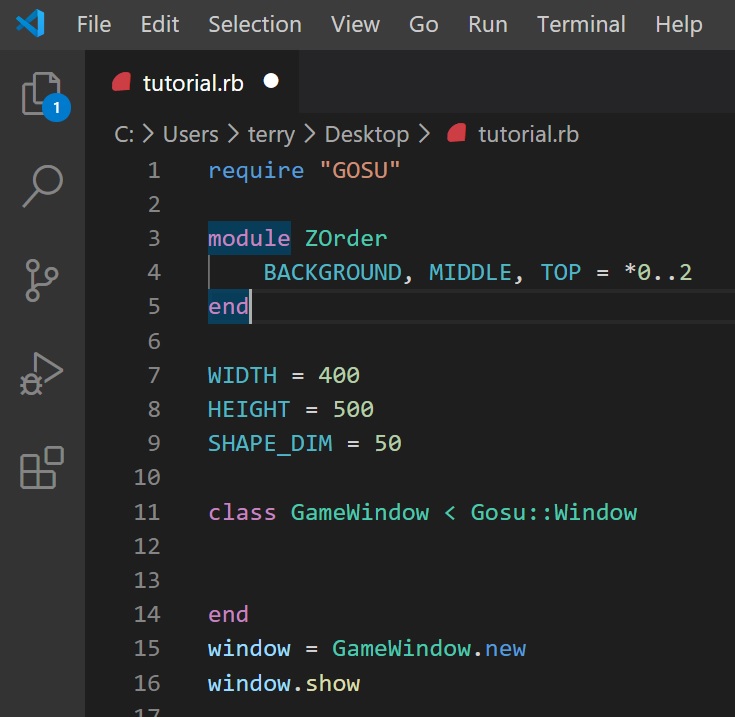 File Edit Selection View Go Run Terminal Help
tutorial.rb
1
C: > Users > terry > Desktop > tutorial.rb
1 require "GOSU"
2
3 module ZOrder
4 BACKGROUND, MIDDLE, TOP = *0..2
5 end
6
7 WIDTH = 400
8 HEIGHT = 500
9 SHAPE_DIM = 50
10
11 class GameWindow < Gosu::Window
12
13
14 end
15 window = GameWindow.new
16 window.show
17